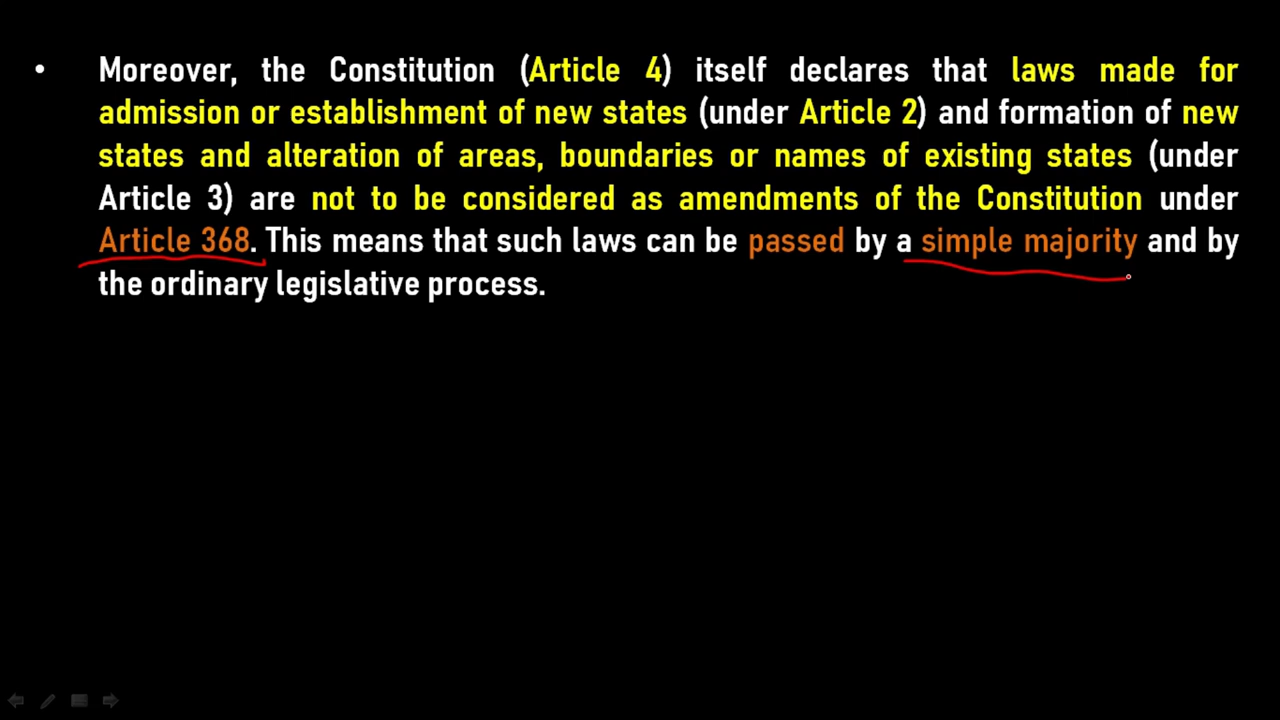 • Moreover, the Constitution (Article 4) itself declares that laws made for
admission or establishment of new states (under Article 2) and formation of new
states and alteration of areas, boundaries or names of existing states (under
Article 3) are not to be considered as amendments of the Constitution under
Article 368. This means that such laws can be passed by a simple majority and by
the ordinary legislative process.